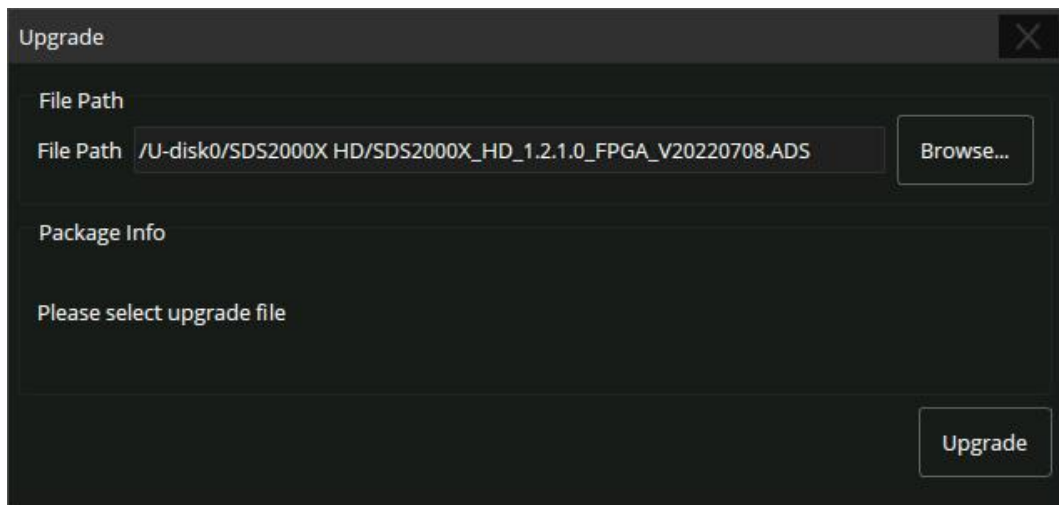 Upgrade
File Path
File Path /U-disk0/SDS2000X HD/SDS2000X_HD_1.2.1.0_FPGA_V20220708.ADS Browse...
Package Info
Please select upgrade file
Upgrade